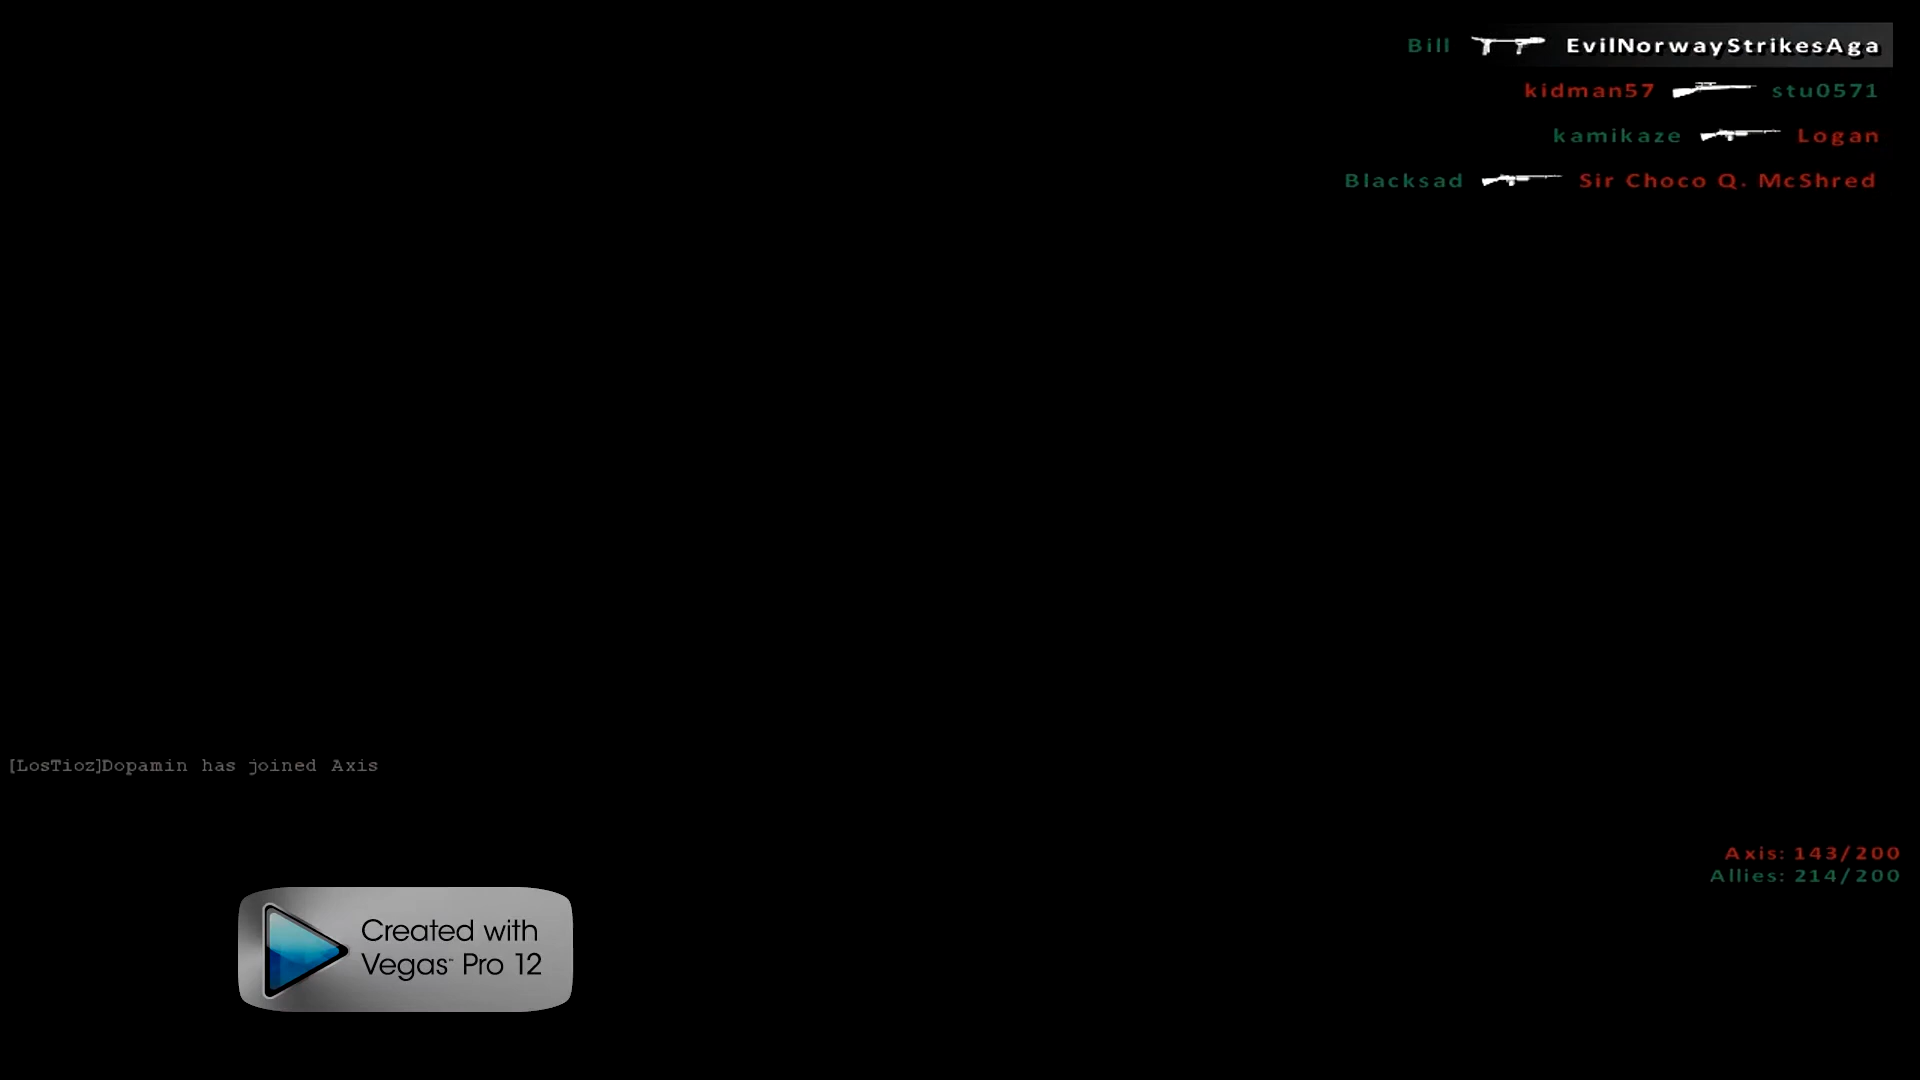 Bill EvilNorwayStrikesAga
kidman57 stu0571
kamikaze Logan
Blacksad Sir Choco Q. McShred
[LosTioz]Dopamin has joined Axis
Axis: 143/200
Allies: 214/200
Created with
Vegas™ Pro 12